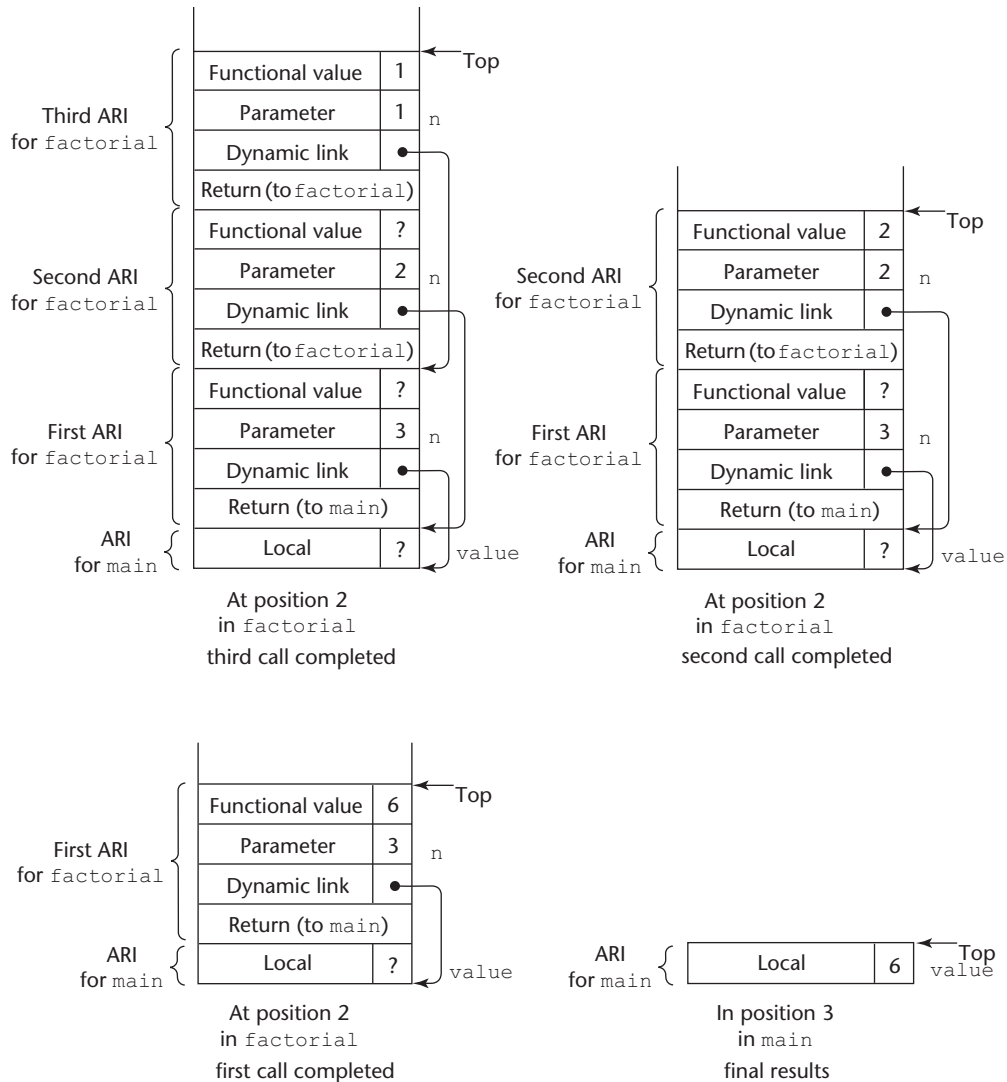 Top
Functional value 1
Third ARI
for factorial
Parameter 1 n
Dynamic link
Return (to factorial)
Functional value ?
Second ARI
for factorial
Parameter 2 n
Dynamic link
Return (to factorial)
Functional value ?
First ARI
for factorial
Parameter 3 n
Dynamic link
Return (to main)
ARI
for main
Local ? value
At position 2
in factorial
third call completed
Top
Functional value 2
Second ARI
for factorial
Parameter 2 n
Dynamic link
Return (to factorial)
Functional value ?
First ARI
for factorial
Parameter 3 n
Dynamic link
Return (to main)
ARI
for main
Local ? value
At position 2
in factorial
second call completed
Top
Functional value 6
First ARI
for factorial
Parameter 3 n
Dynamic link
Return (to main)
ARI
for main
Local ? value
At position 2
in factorial
first call completed
Top
ARI
for main
Local 6 value
In position 3
in main
final results